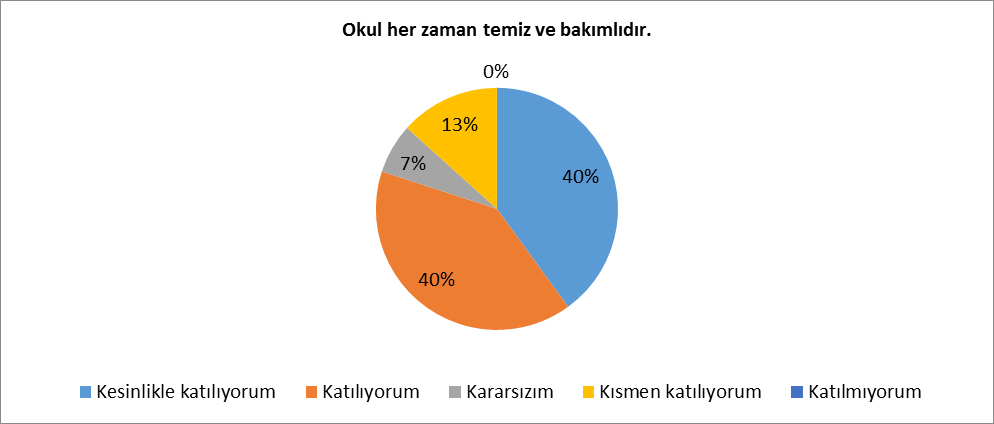 Okul her zaman temiz ve bakımlıdır.
0%
13%
7%
40%
40%
Kesinlikle katılıyorum Katılıyorum Kararsızım Kısmen katılıyorum Katılmıyorum